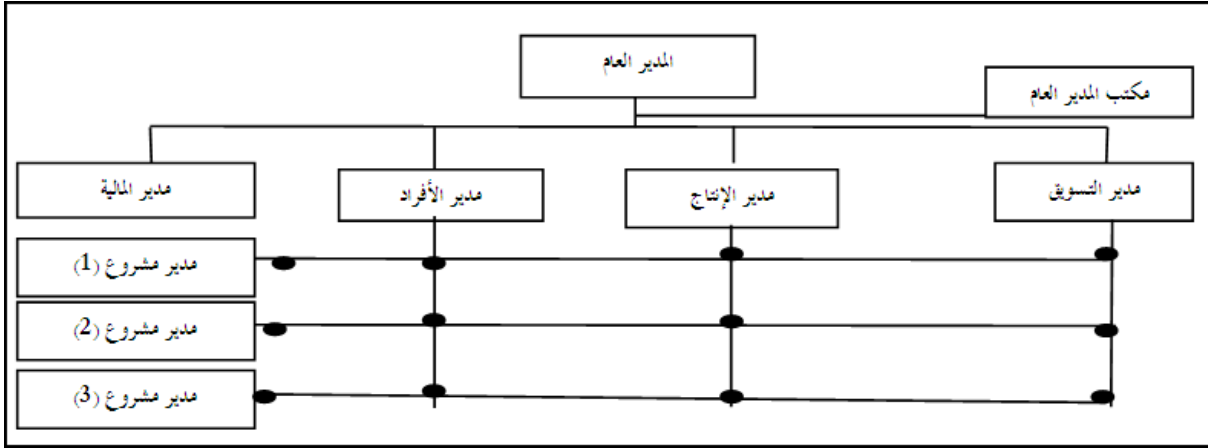 المدير العام
مكتب المدير العام
مدير التسويق
مدير الإنتاج
مدير الأفراد
مدير المالية
مدير مشروع (1)
مدير مشروع (2)
مدير مشروع (3)